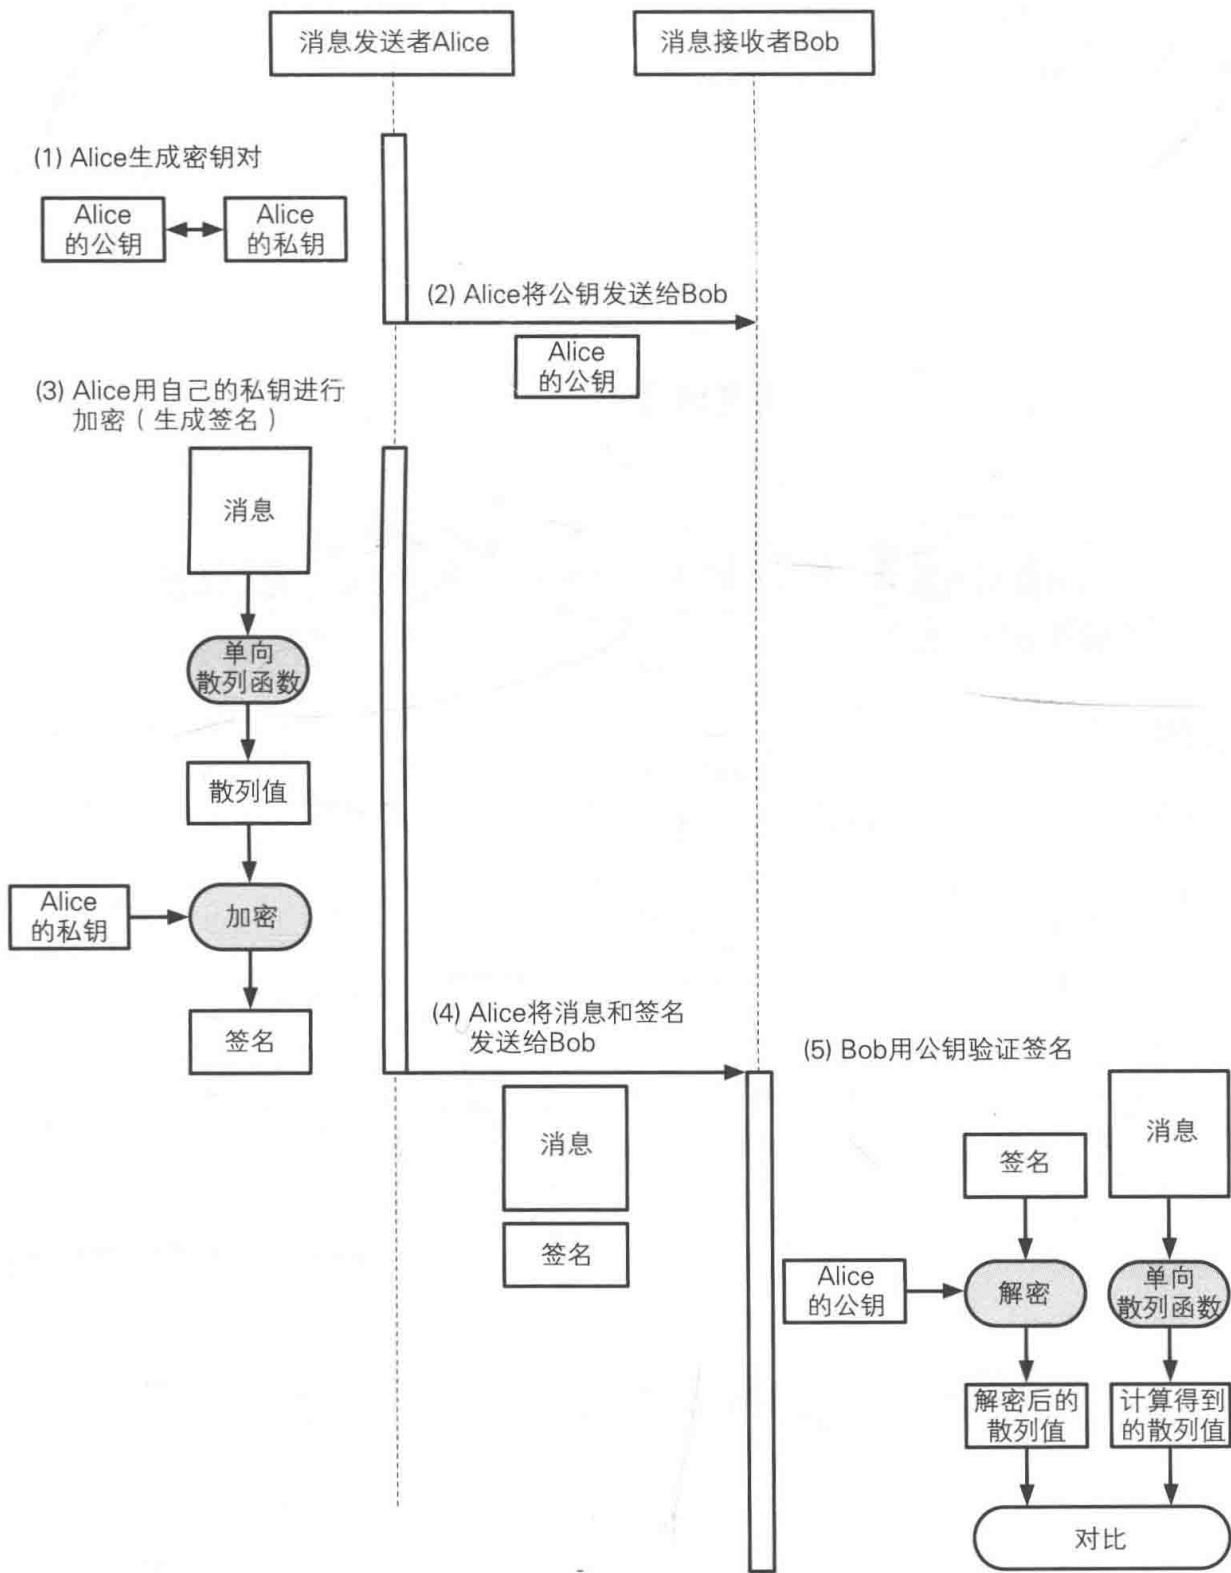 消息发送者Alice
消息接收者Bob
(1) Alice生成密钥对
Alice
的公钥
Alice
的私钥
(2) Alice将公钥发送给Bob
Alice
的公钥
(3) Alice用自己的私钥进行
加密（生成签名）
消息
单向
散列函数
散列值
Alice
的私钥
加密
签名
(4) Alice将消息和签名
发送给Bob
消息
签名
(5) Bob用公钥验证签名
签名
消息
Alice
的公钥
解密
单向
散列函数
解密后的
散列值
计算得到
的散列值
对比